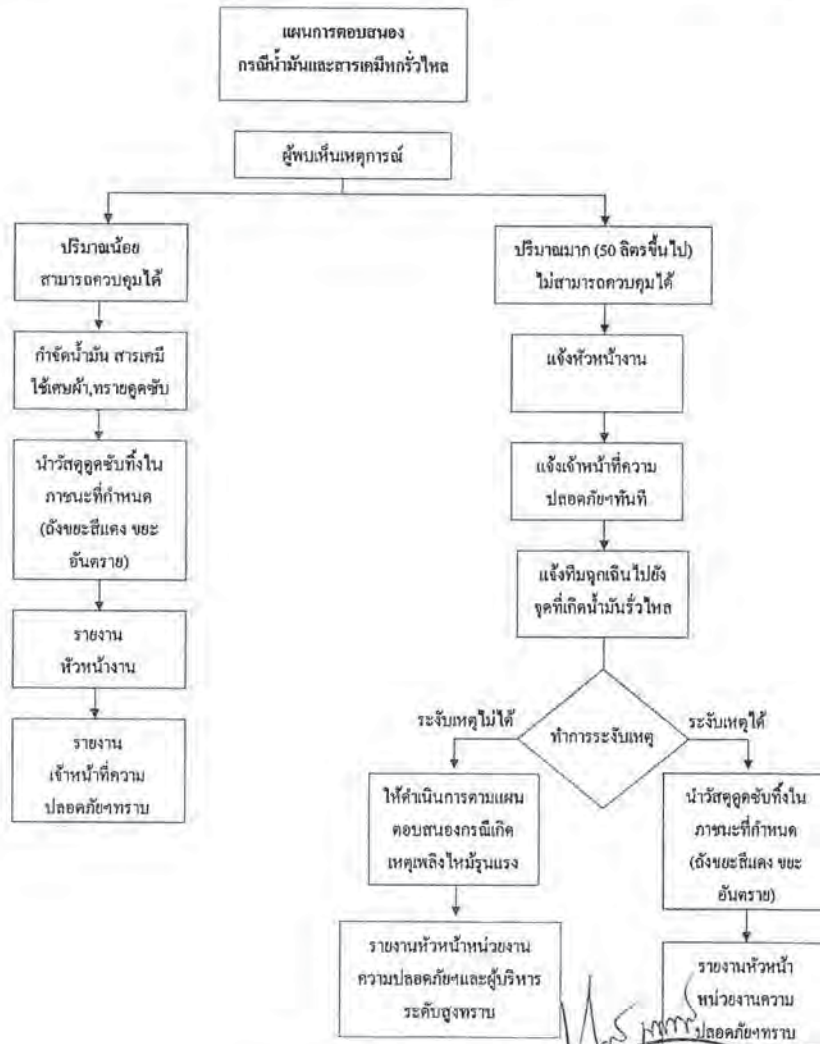 แผนการตอบสนอง
กรณีน้ำมันและสารเคมีหกรั่วไหล
ผู้พบเห็นเหตุการณ์
ปริมาณน้อย
สามารถควบคุมได้
กำจัดน้ำมัน สารเคมี
ใช้เศษผ้า,ทรายดูดซับ
นำวัสดุดูดซับทิ้งใน
ภาชนะที่กำหนด
(ถังขยะสีแดง ขยะ
อันตราย)
รายงาน
หัวหน้างาน
รายงาน
เจ้าหน้าที่ความ
ปลอดภัยฯทราบ
ปริมาณมาก (50 ลิตรขึ้นไป)
ไม่สามารถควบคุมได้
แจ้งหัวหน้างาน
แจ้งเจ้าหน้าที่ความ
ปลอดภัยฯทันที
แจ้งทีมฉุกเฉินไปยัง
จุดที่เกิดน้ำมันรั่วไหล
ทำการระงับเหตุ
ระงับเหตุไม่ได้
ให้ดำเนินการตามแผน
ตอบสนองกรณีเกิด
เหตุเพลิงไหม้รุนแรง
รายงานหัวหน้าหน่วยงาน
ความปลอดภัยฯและผู้บริหาร
ระดับสูงทราบ
ระงับเหตุได้
นำวัสดุดูดซับทิ้งใน
ภาชนะที่กำหนด
(ถังขยะสีแดง ขยะ
อันตราย)
รายงานหัวหน้า
หน่วยงานความ
ปลอดภัยฯทราบ